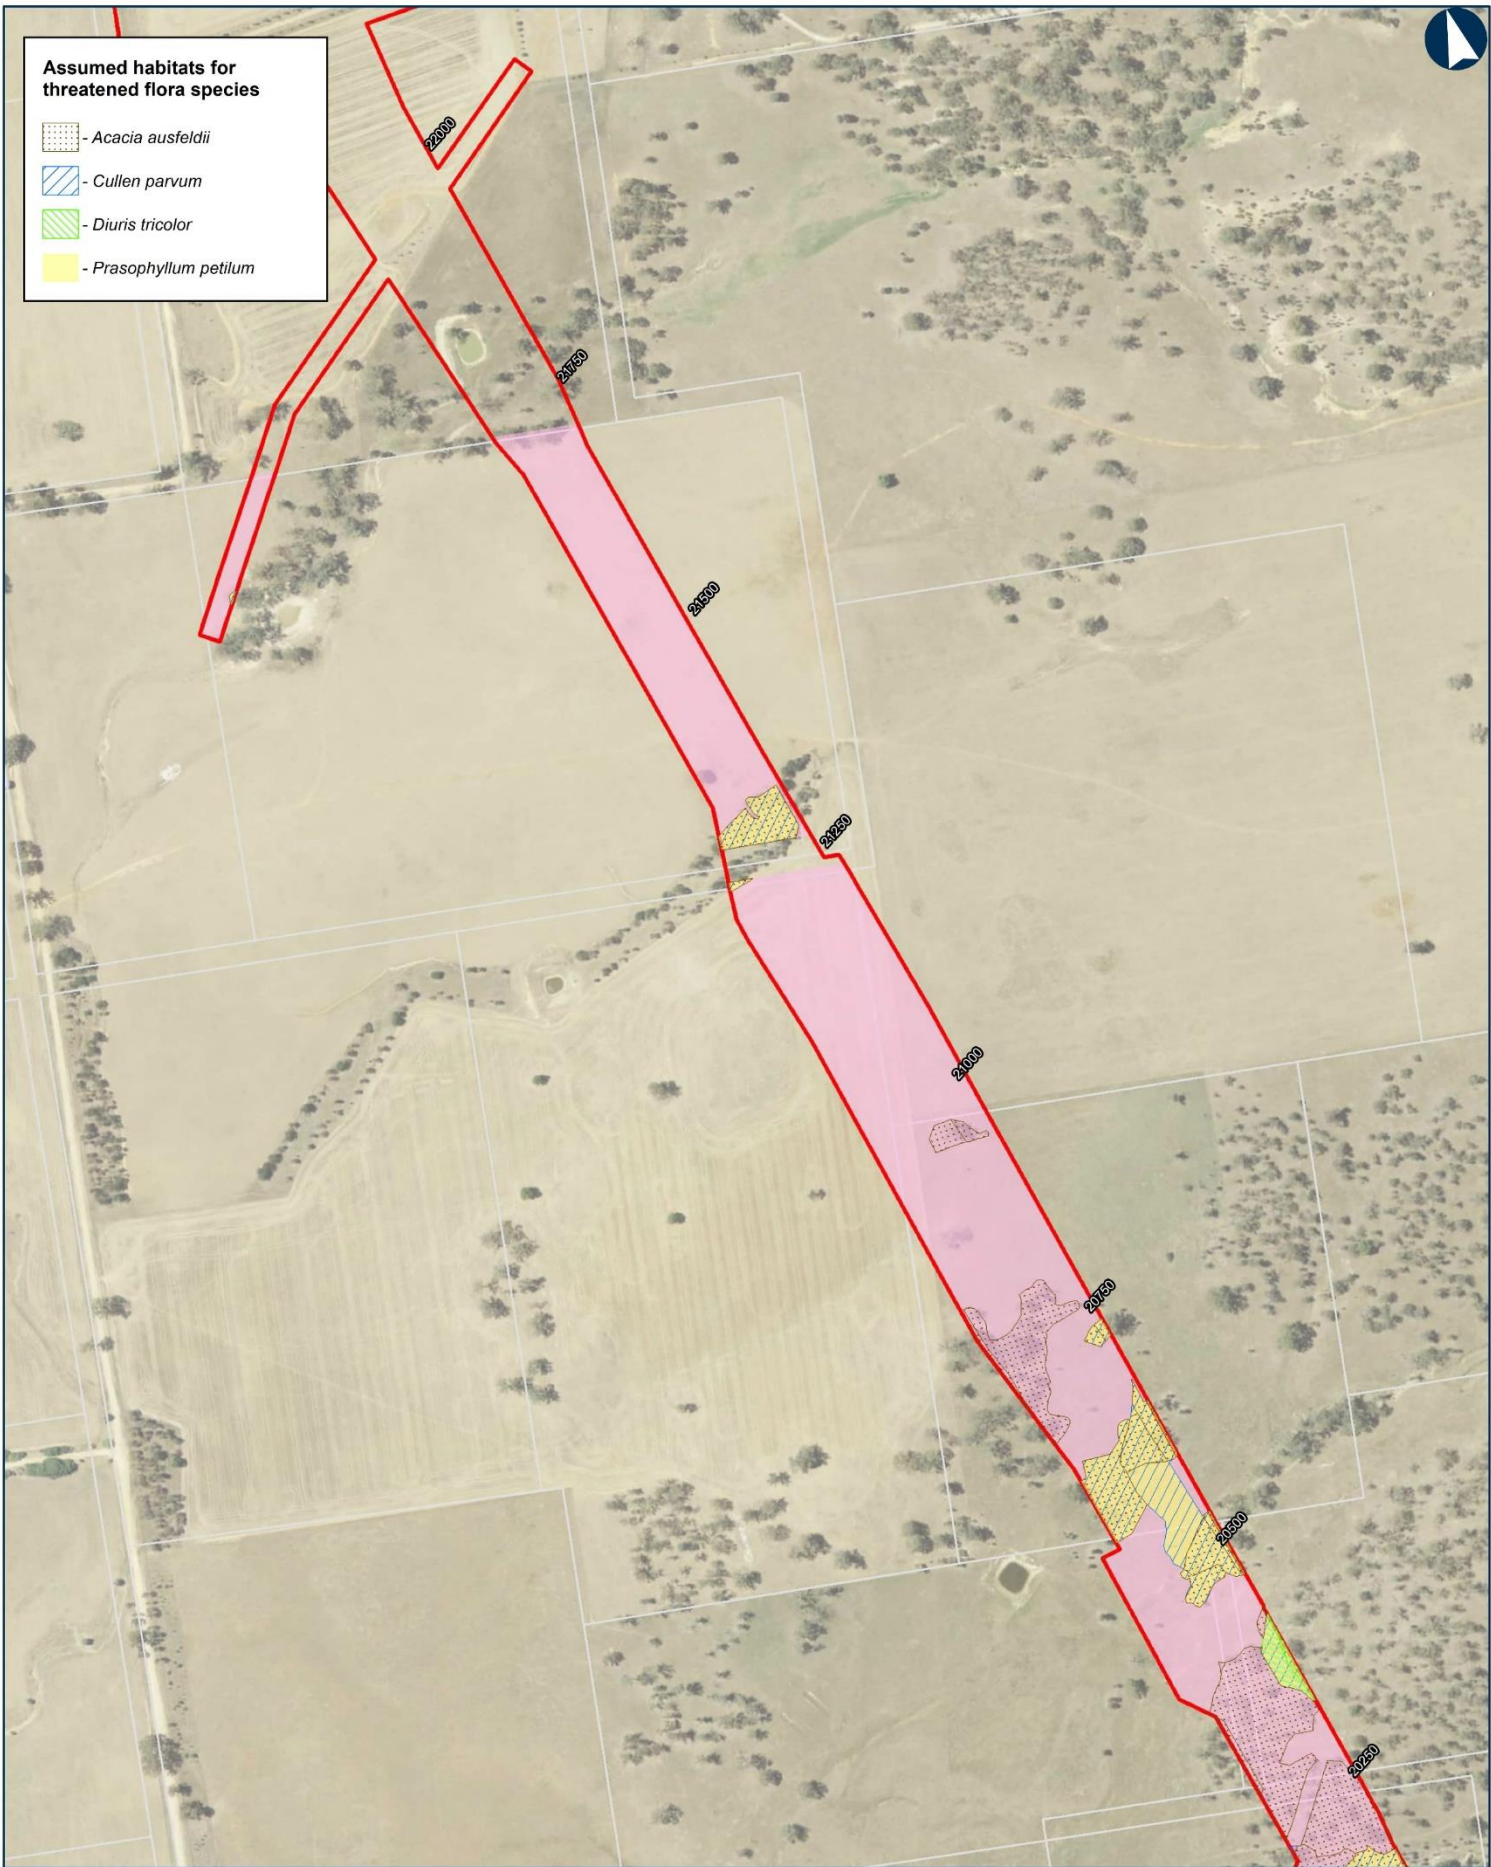 Assumed habitats for
threatened flora species
- Acacia ausfeldii
- Cullen parvum
- Diuris tricolor
- Prasophyllum petilum
22000
21750
21500
21250
21000
20750
20500
20250